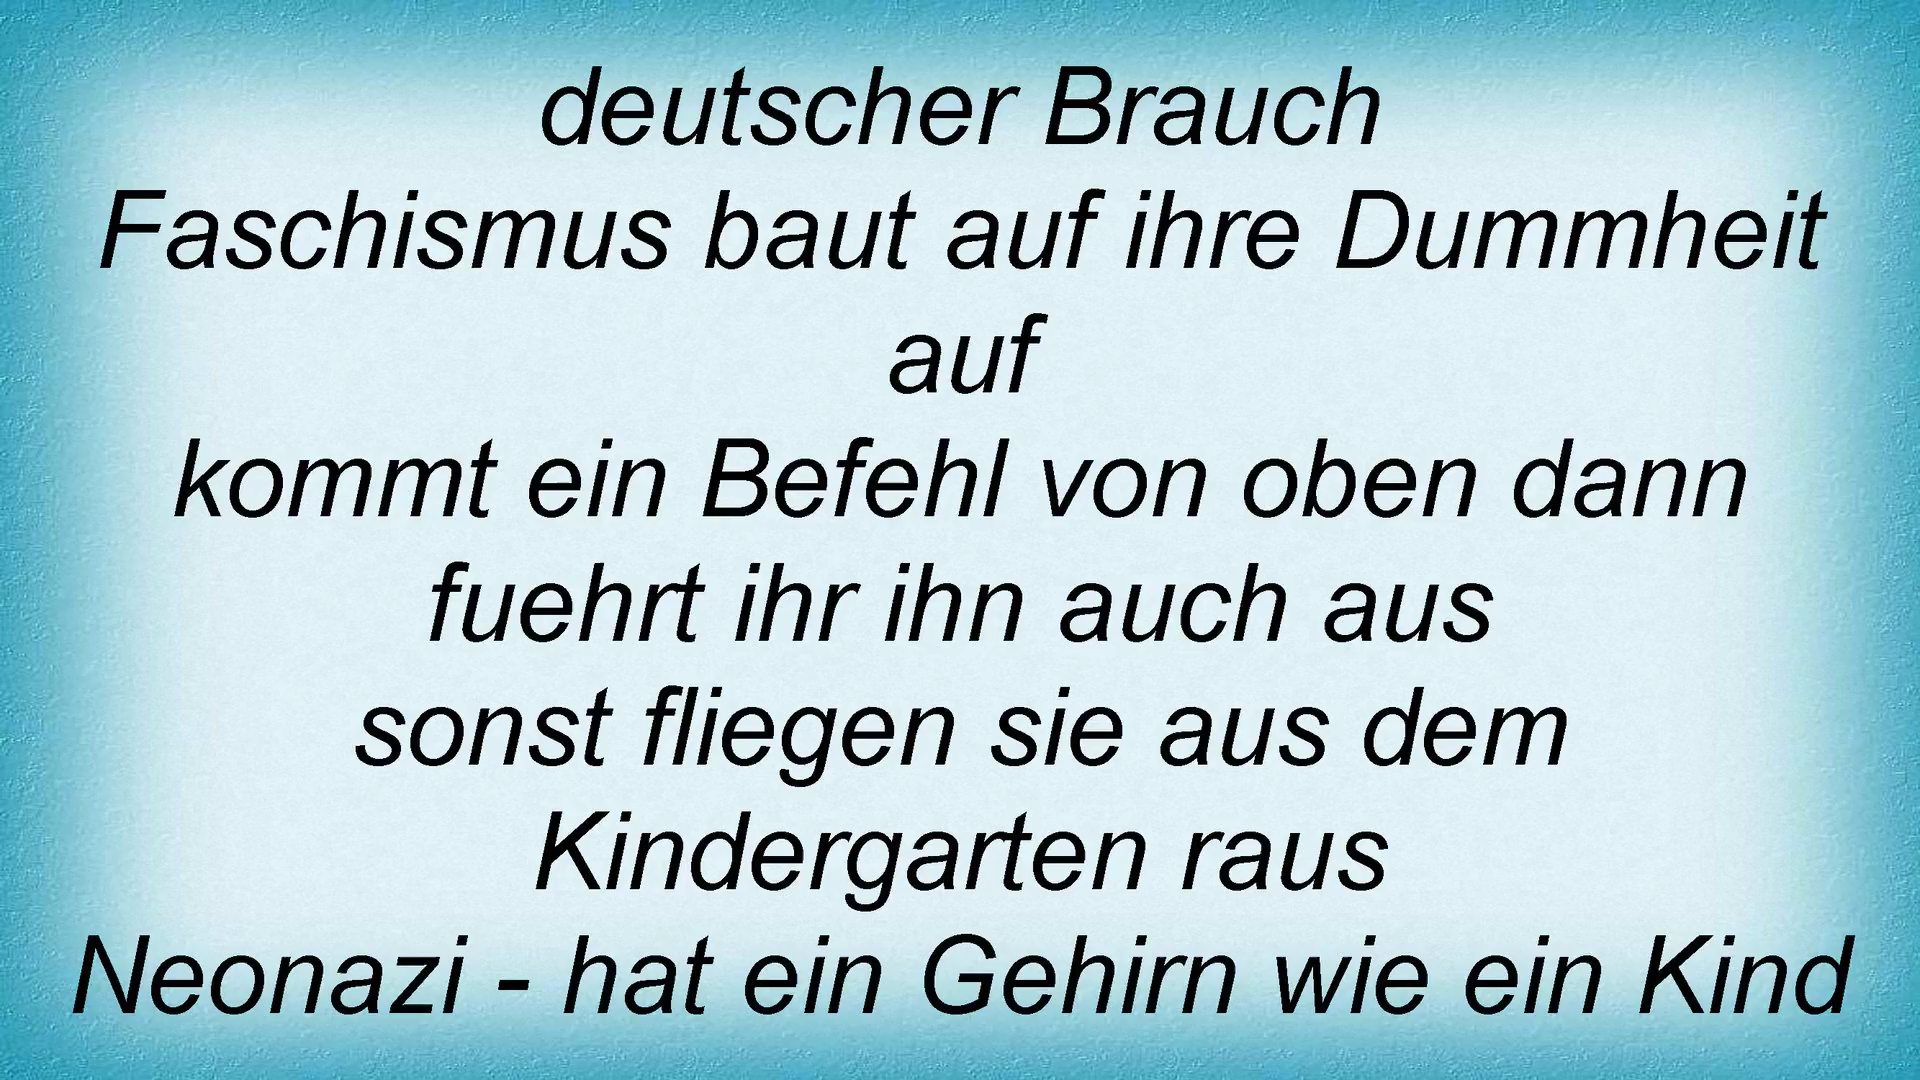 deutscher Brauch
Faschismus baut auf ihre Dummheit
auf
kommt ein Befehl von oben dann
fuehrt ihr ihn auch aus
sonst fliegen sie aus dem
Kindergarten raus
Neonazi - hat ein Gehirn wie ein Kind